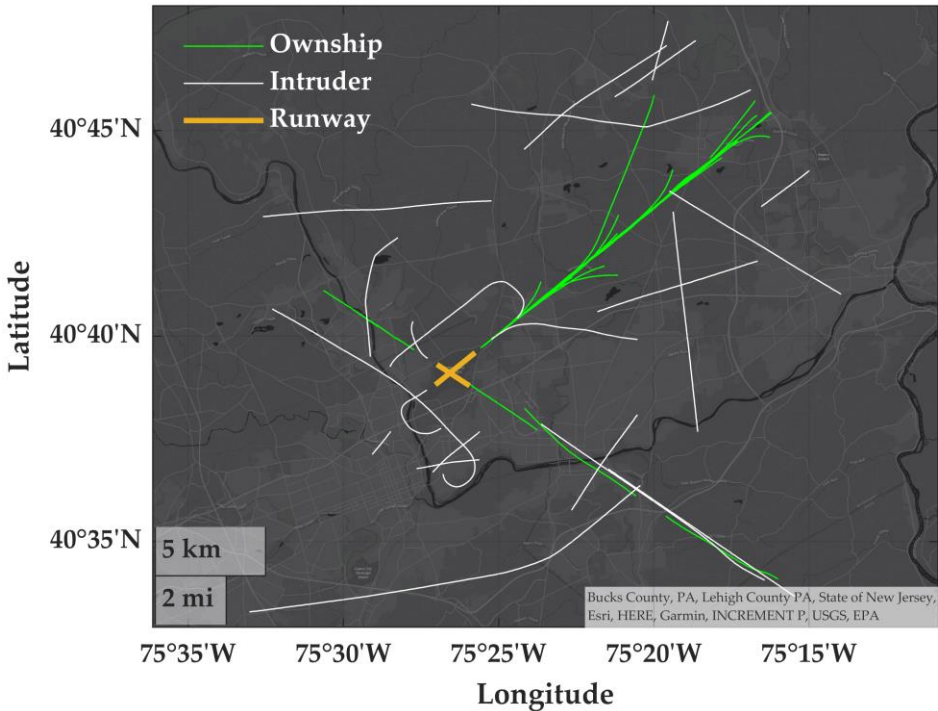 Ownship
Intruder
Runway
40°45'N
40°40'N
40°35'N
Latitude
5 km
2 mi
Bucks County, PA, Lehigh County PA, State of New Jersey,
Esri, HERE, Garmin, INCREMENT P, USGS, EPA
75°35'W
75°30'W
75°25'W
75°20'W
75°15'W
Longitude